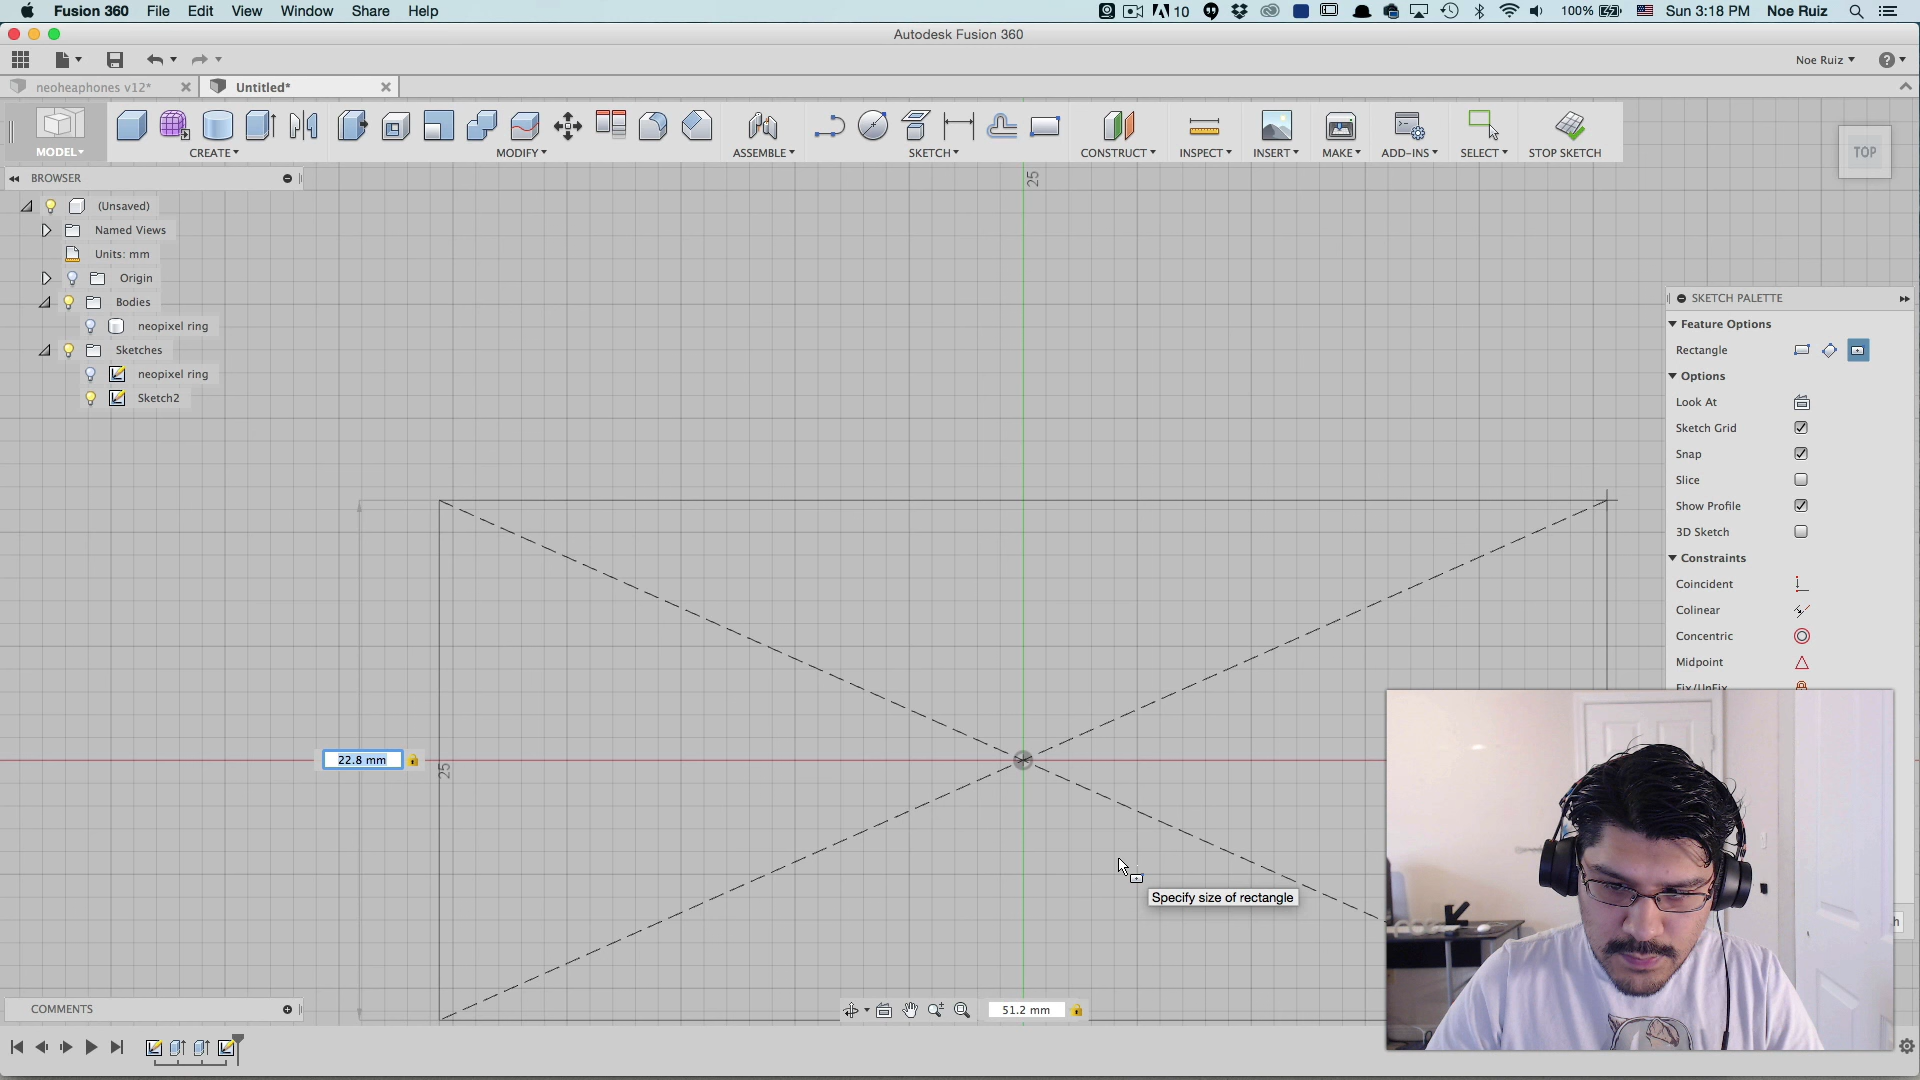 Fusion 360 File Edit View Window Share Help 10 100% Sun 3:18 PM Noe Ruiz
Autodesk Fusion 360
Noe Ruiz
neoheaphones v12* Untitled*
MODEL CREATE MODIFY ASSEMBLE SKETCH CONSTRUCT INSPECT INSERT MAKE ADD-INS SELECT STOP SKETCH
TOP
BROWSER
25
(Unsaved)
Named Views
Units: mm
Origin
Bodies
neopixel ring
Sketches
neopixel ring
Sketch2
SKETCH PALETTE
Feature Options
Rectangle
Options
Look At
Sketch Grid
Snap
Slice
Show Profile
3D Sketch
Constraints
Coincident
Colinear
Concentric
Midpoint
Fix/UnFix
22.8 mm
25
Specify size of rectangle
COMMENTS
51.2 mm